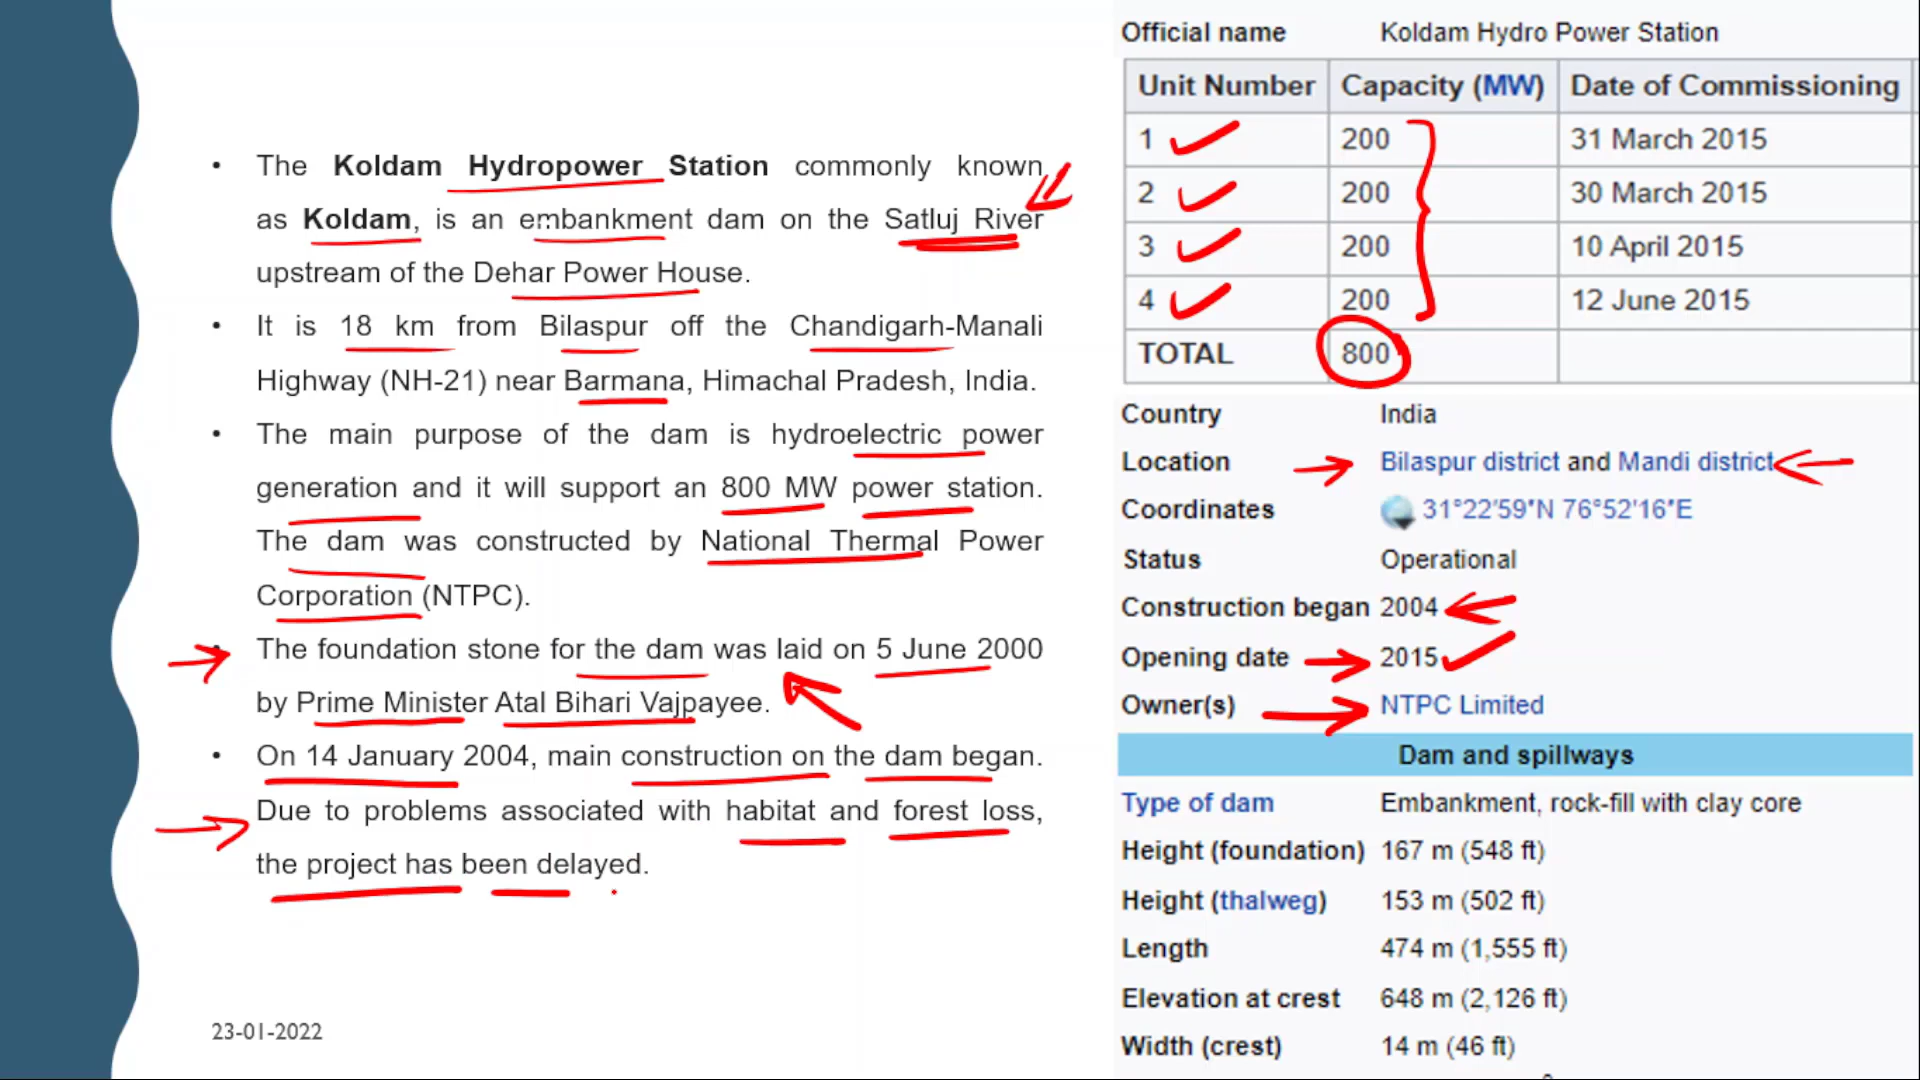 The Koldam Hydropower Station commonly known
as Koldam, is an embankment dam on the Satluj River
upstream of the Dehar Power House.
It is 18 km from Bilaspur off the Chandigarh-Manali
Highway (NH-21) near Barmana, Himachal Pradesh, India.
The main purpose of the dam is hydroelectric power
generation and it will support an 800 MW power station.
The dam was constructed by National Thermal Power
Corporation (NTPC).
The foundation stone for the dam was laid on 5 June 2000
by Prime Minister Atal Bihari Vajpayee.
On 14 January 2004, main construction on the dam began.
Due to problems associated with habitat and forest loss,
the project has been delayed.
23-01-2022
Official name Koldam Hydro Power Station
Unit Number Capacity (MW) Date of Commissioning
1 200 31 March 2015
2 200 30 March 2015
3 200 10 April 2015
4 200 12 June 2015
TOTAL 800
Country India
Location Bilaspur district and Mandi district
Coordinates 31°22′59″N 76°52′16″E
Status Operational
Construction began 2004
Opening date 2015
Owner(s) NTPC Limited
Dam and spillways
Type of dam Embankment, rock-fill with clay core
Height (foundation) 167 m (548 ft)
Height (thalweg) 153 m (502 ft)
Length 474 m (1,555 ft)
Elevation at crest 648 m (2,126 ft)
Width (crest) 14 m (46 ft)